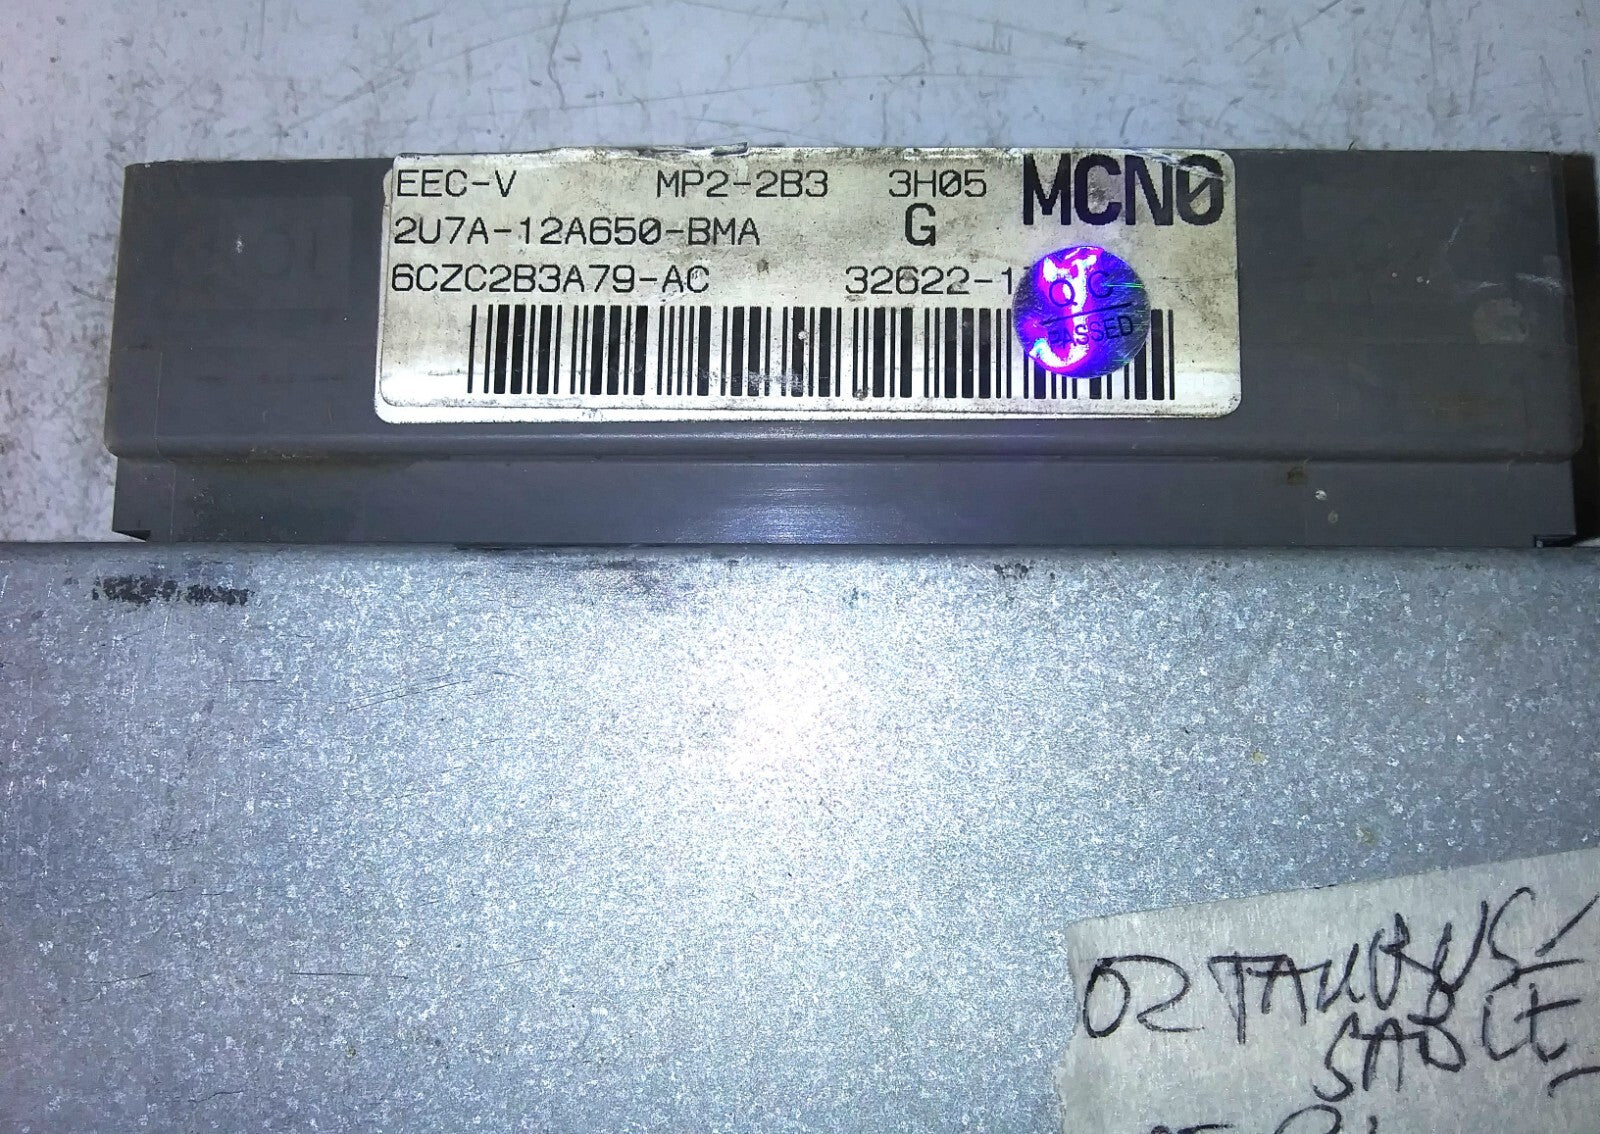 EEC-V MP2-2B3 3H05 MCN0
2U7A-12A650-BMA G
6CZC2B3A79-AC 32622-1
QC
PASSED
02 TAURUS/
SABLE